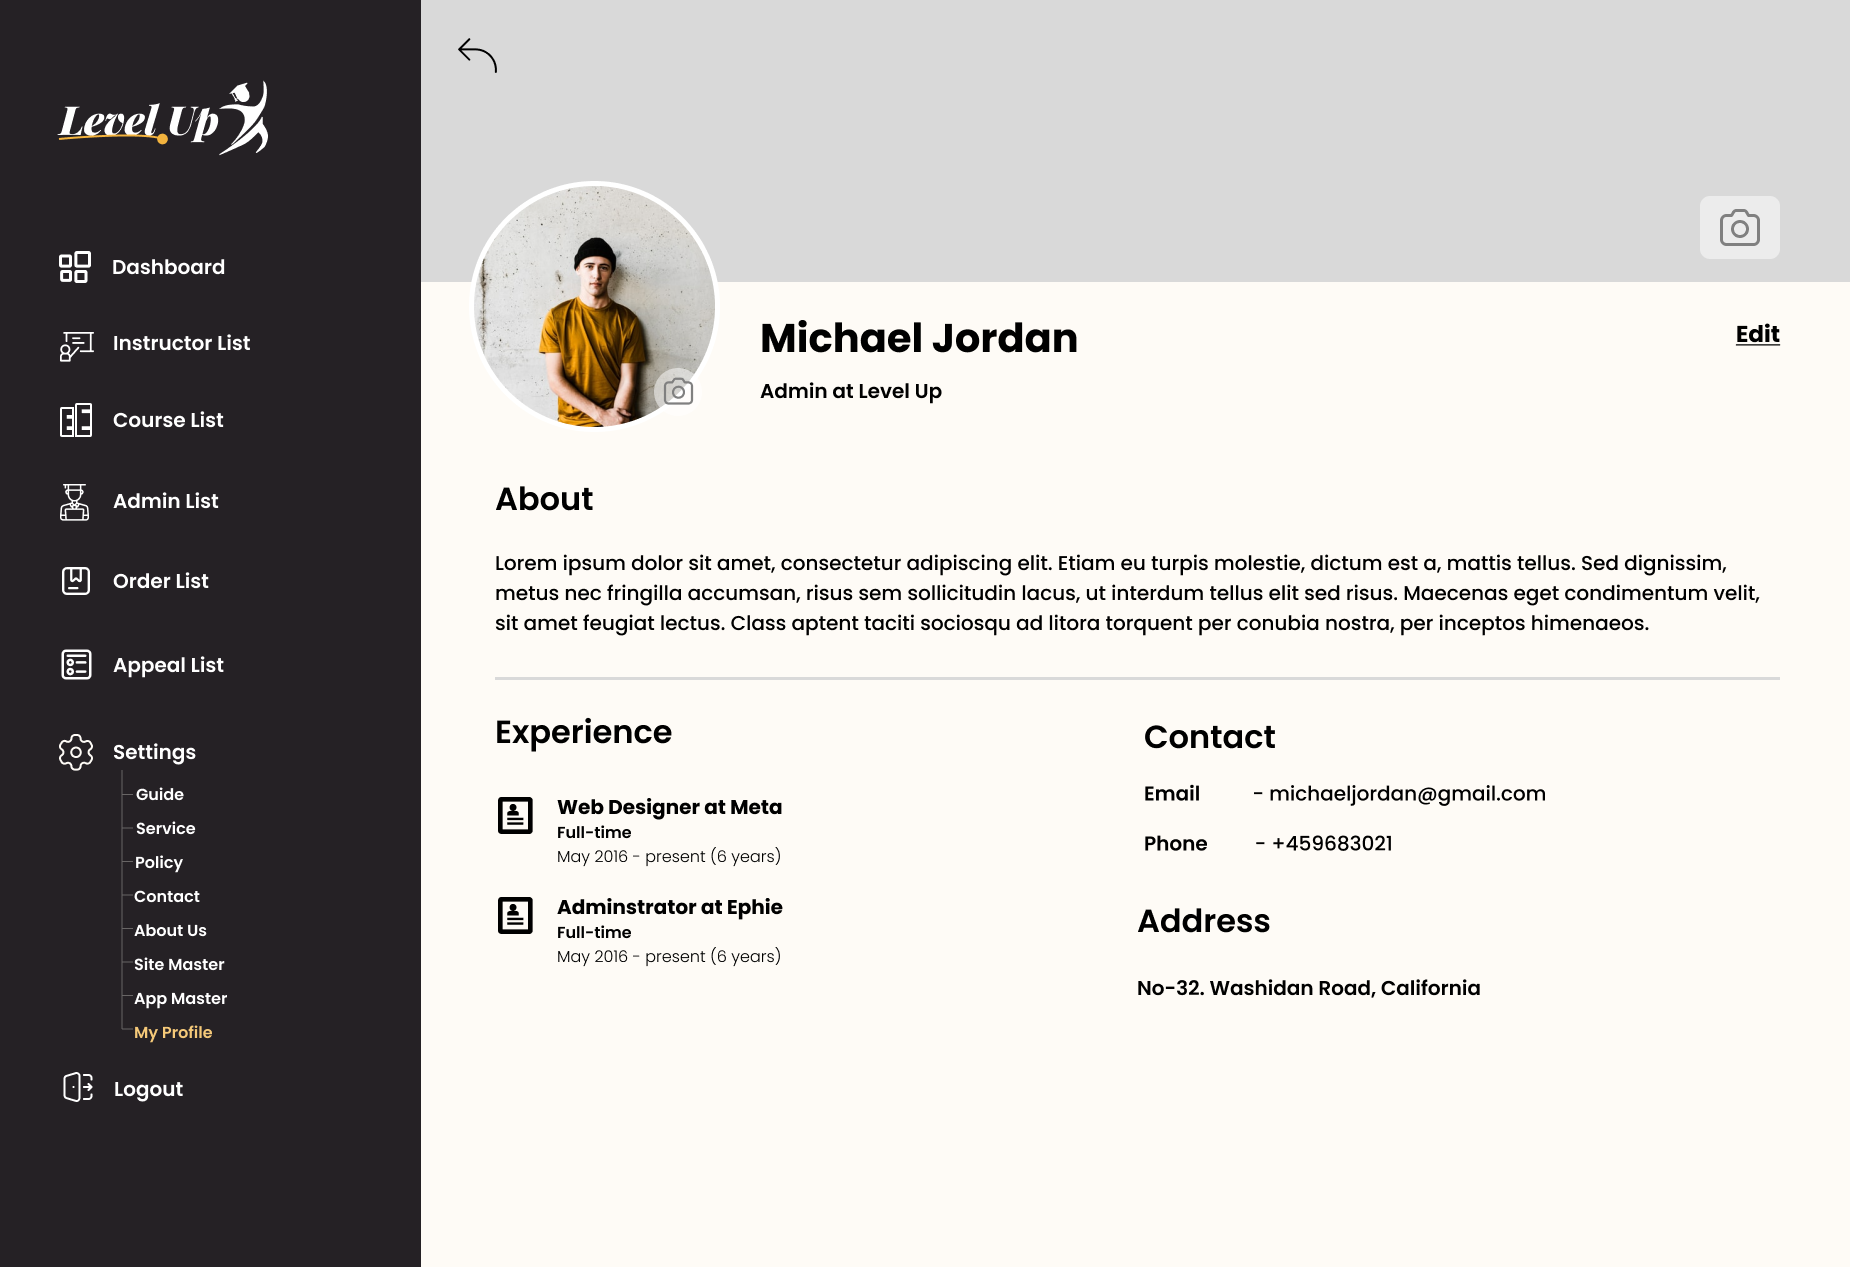 Level Up
Dashboard
Instructor List
Course List
Admin List
Order List
Appeal List
Settings
Guide
Service
Policy
Contact
About Us
Site Master
App Master
My Profile
Logout
Michael Jordan
Edit
Admin at Level Up
About
Lorem ipsum dolor sit amet, consectetur adipiscing elit. Etiam eu turpis molestie, dictum est a, mattis tellus. Sed dignissim,
metus nec fringilla accumsan, risus sem sollicitudin lacus, ut interdum tellus elit sed risus. Maecenas eget condimentum velit,
sit amet feugiat lectus. Class aptent taciti sociosqu ad litora torquent per conubia nostra, per inceptos himenaeos.
Experience
Web Designer at Meta
Full-time
May 2016 - present (6 years)
Adminstrator at Ephie
Full-time
May 2016 - present (6 years)
Contact
Email - michaeljordan@gmail.com
Phone - +459683021
Address
No-32. Washidan Road, California